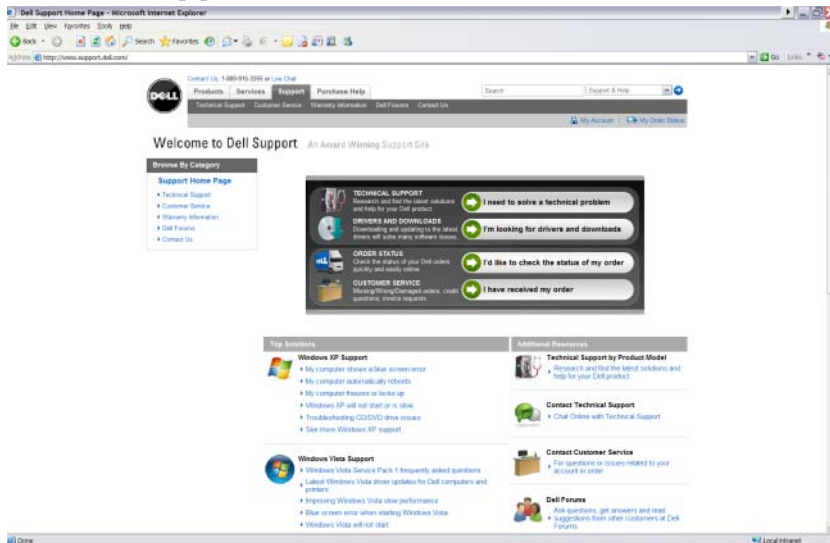 Dell Support Home Page - Microsoft Internet Explorer
File Edit View Favorites Tools Help
Back Search Favorites
Address http://www.support.dell.com/ Go Links
Contact Us: or Live Chat
DELL
Products Services Support Purchase Help Search Support & Help
Technical Support Customer Service Warranty Information Dell Forums Contact Us
My Account My Order Status
Welcome to Dell Support An Award Winning Support Site
Browse By Category
Support Home Page
Technical Support
Customer Service
Warranty Information
Dell Forums
Contact Us
TECHNICAL SUPPORT
Research and find the latest solutions
and help for your Dell product.
I need to solve a technical problem
DRIVERS AND DOWNLOADS
Downloading and updating to the latest
drivers will solve many software issues.
I'm looking for drivers and downloads
ORDER STATUS
Check the status of your Dell orders
quickly and easily online.
I'd like to check the status of my order
CUSTOMER SERVICE
Missing/Wrong/Damaged orders, credit
questions, invoice requests.
I have received my order
Top Solutions
Windows XP Support
My computer shows a blue screen error
My computer automatically reboots
My computer freezes or locks up
Windows XP will not start or is slow
Troubleshooting CD/DVD drive issues
See more Windows XP support
Windows Vista Support
Windows Vista Service Pack 1 frequently asked questions
Latest Windows Vista driver updates for Dell computers and
printers
Improving Windows Vista slow performance
Blue screen error when starting Windows Vista
Windows Vista will not start
Additional Resources
Technical Support by Product Model
Research and find the latest solutions and
help for your Dell product
Contact Technical Support
Chat Online with Technical Support
Contact Customer Service
For questions or issues related to your
account or order
Dell Forums
Ask questions, get answers and read
suggestions from other customers at Dell
Forums
Done Local intranet